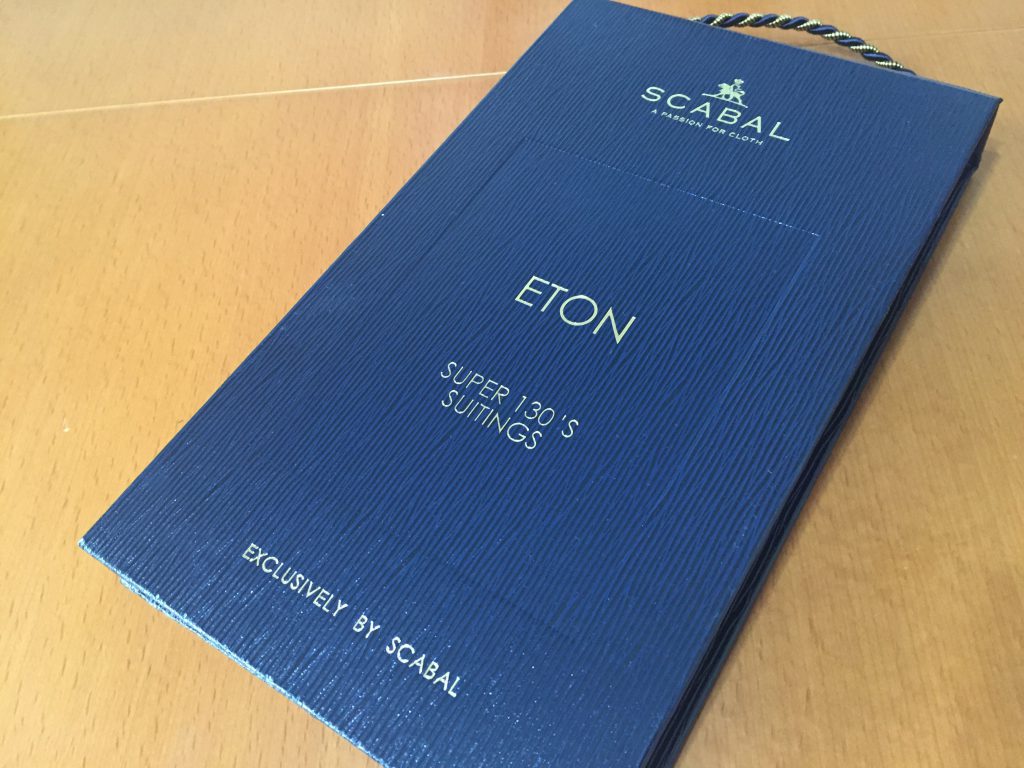 SCABAL
A PASSION FOR CLOTH
ETON
SUPER 130'S
SUITINGS
EXCLUSIVELY BY SCABAL